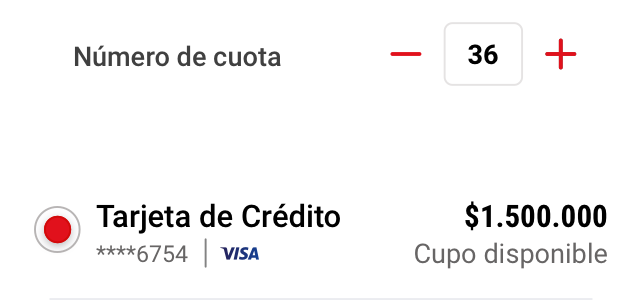 Número de cuota 36
Tarjeta de Crédito $1.500.000
****6754 VISA Cupo disponible